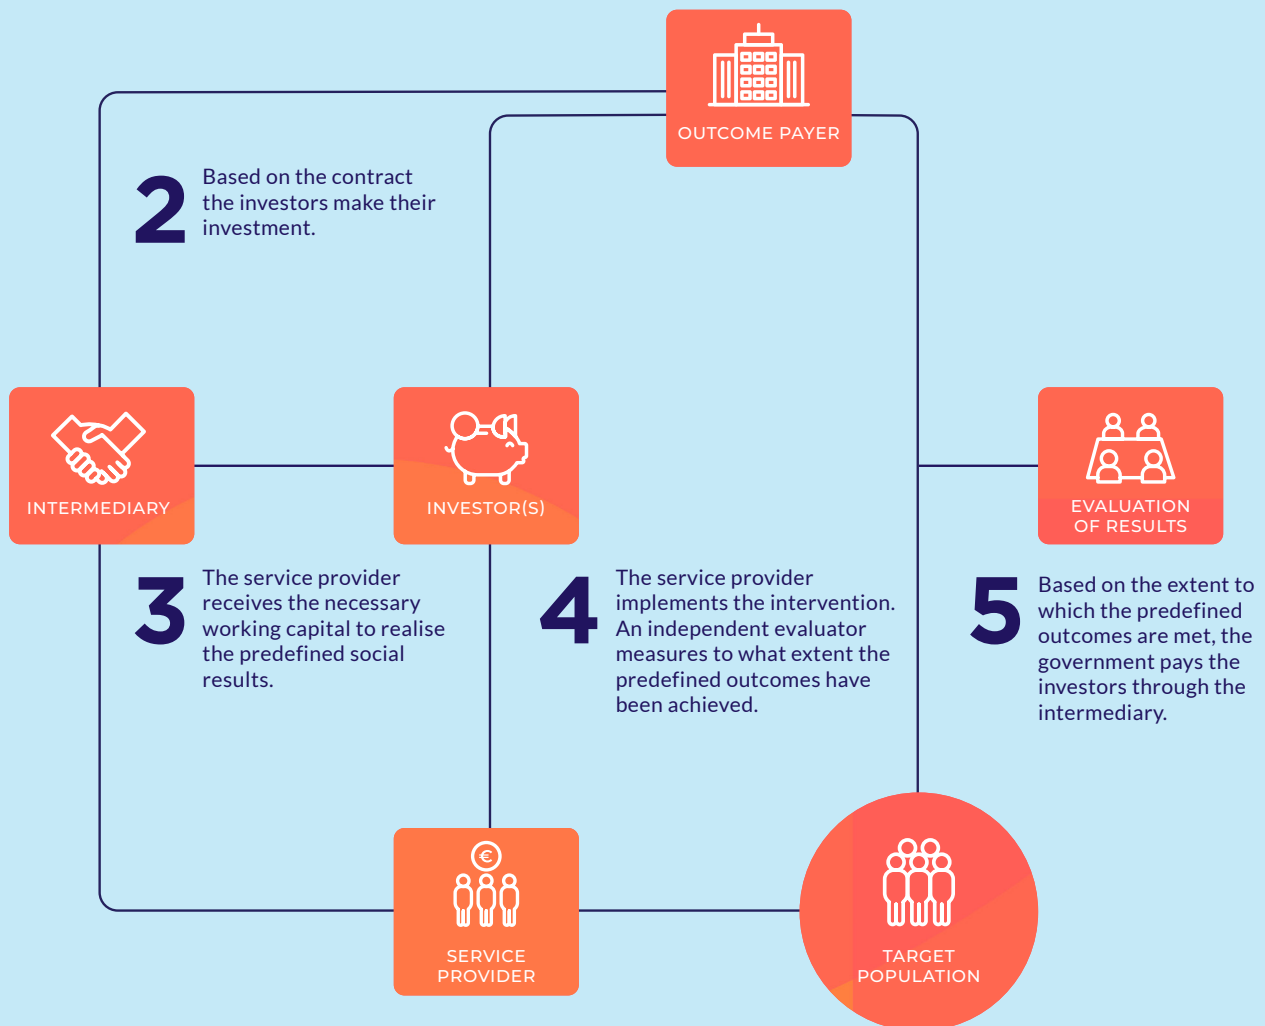 OUTCOME PAYER
2
Based on the contract
the investors make their
investment.
INTERMEDIARY
INVESTOR(S)
EVALUATION
OF RESULTS
3
The service provider
receives the necessary
working capital to realise
the predefined social
results.
4
The service provider
implements the intervention.
An independent evaluator
measures to what extent the
predefined outcomes have
been achieved.
5
Based on the extent to
which the predefined
outcomes are met, the
government pays the
investors through the
intermediary.
€
SERVICE
PROVIDER
TARGET
POPULATION